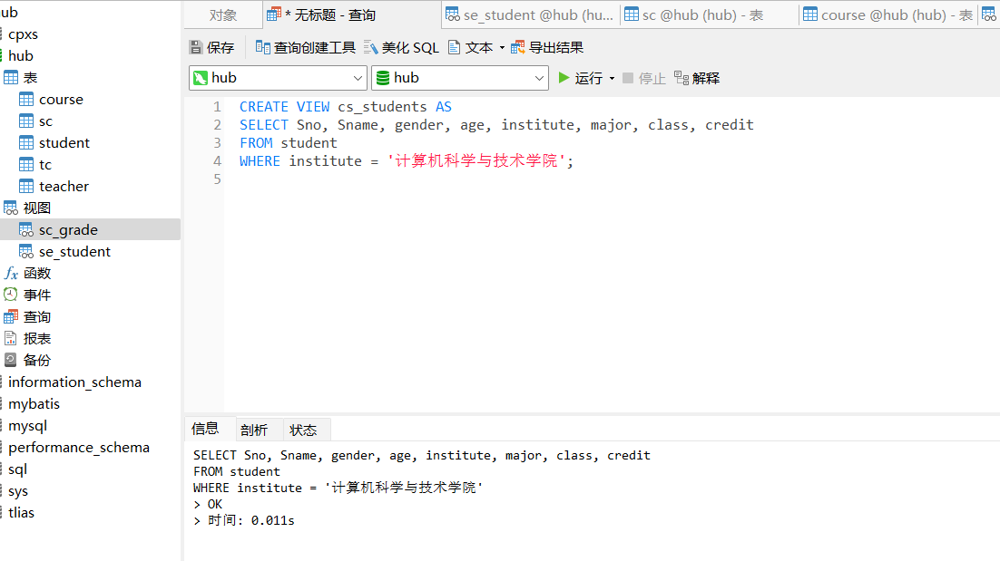 ub
cpxs
hub
表
course
sc
student
tc
teacher
视图
sc_grade
se_student
fx 函数
事件
查询
报表
备份
information_schema
mybatis
mysql
performance_schema
sql
sys
tlias
对象
* 无标题 - 查询
se_student @hub (hu...
sc @hub (hub) - 表
course @hub (hub) - 表
保存
查询创建工具
美化 SQL
文本
导出结果
hub
hub
运行
停止
解释
1 CREATE VIEW cs_students AS
2 SELECT Sno, Sname, gender, age, institute, major, class, credit
3 FROM student
4 WHERE institute = '计算机科学与技术学院';
5
信息
剖析
状态
SELECT Sno, Sname, gender, age, institute, major, class, credit
FROM student
WHERE institute = '计算机科学与技术学院'
> OK
> 时间: 0.011s